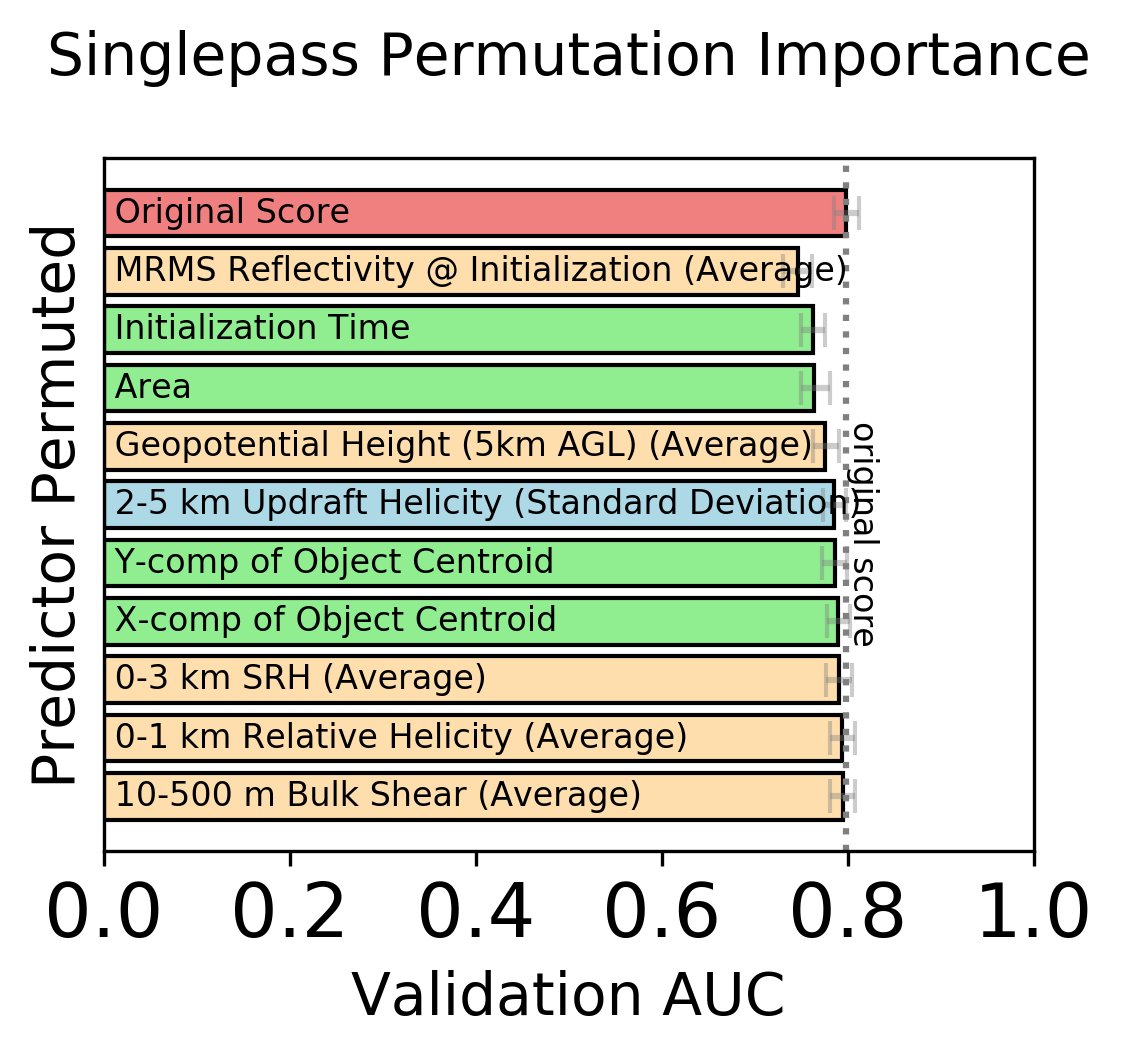 Singlepass Permutation Importance
Predictor Permuted
Original Score
MRMS Reflectivity @ Initialization (Average)
Initialization Time
Area
Geopotential Height (5km AGL) (Average)
2-5 km Updraft Helicity (Standard Deviation)
Y-comp of Object Centroid
X-comp of Object Centroid
0-3 km SRH (Average)
0-1 km Relative Helicity (Average)
10-500 m Bulk Shear (Average)
original score
0.0 0.2 0.4 0.6 0.8 1.0
Validation AUC